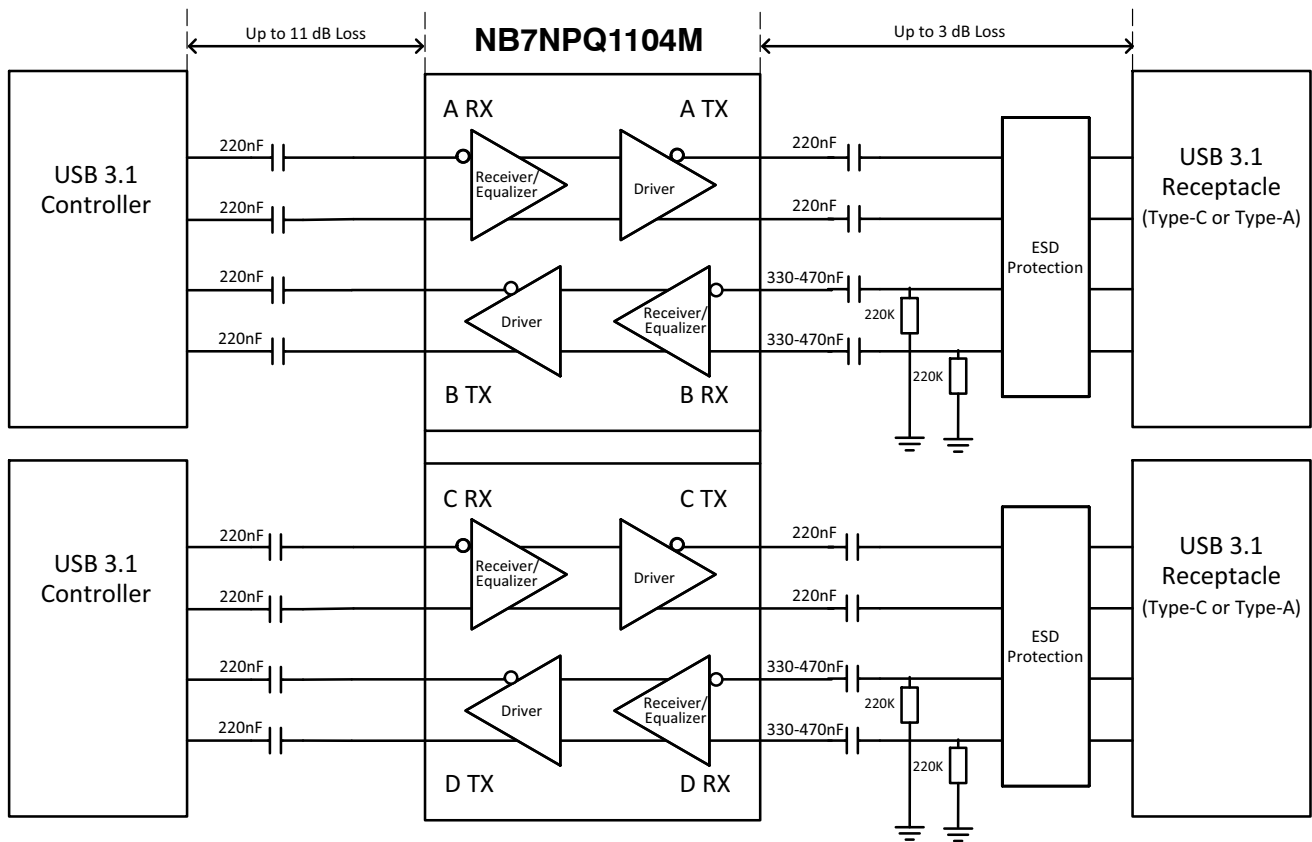 Up to 11 dB Loss
NB7NPQ1104M
Up to 3 dB Loss
USB 3.1
Controller
220nF
220nF
220nF
220nF
A RX
A TX
Receiver/
Equalizer
Driver
Driver
Receiver/
Equalizer
B TX
B RX
220nF
220nF
330-470nF
330-470nF
220K
220K
ESD
Protection
USB 3.1
Receptacle
(Type-C or Type-A)
USB 3.1
Controller
220nF
220nF
220nF
220nF
C RX
C TX
Receiver/
Equalizer
Driver
Driver
Receiver/
Equalizer
D TX
D RX
220nF
220nF
330-470nF
330-470nF
220K
220K
ESD
Protection
USB 3.1
Receptacle
(Type-C or Type-A)